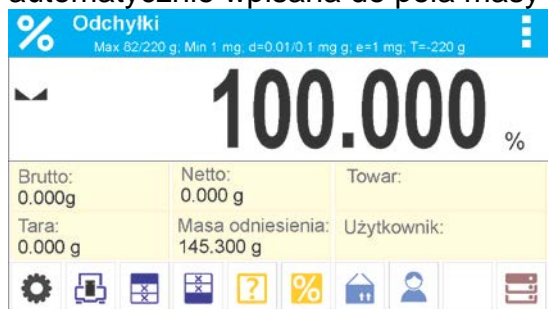 automatycznie wpisana do pola masy
% Odchyłki
Max 82/220 g; Min 1 mg; d=0.01/0.1 mg g; e=1 mg; T=-220 g
100.000 %
Brutto: Netto: Towar:
0.000g 0.000 g
Tara: Masa odniesienia: Użytkownik:
0.000 g 145.300 g
? %